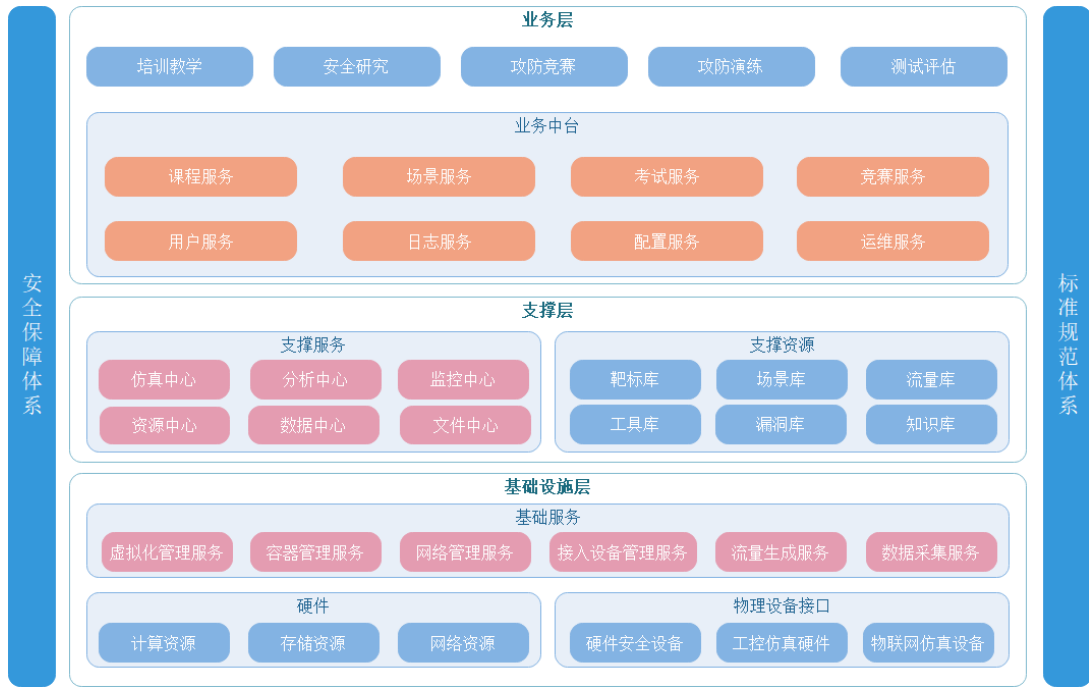 安全保障体系
业务层
培训教学 安全研究 攻防竞赛 攻防演练 测试评估
业务中台
课程服务 场景服务 考试服务 竞赛服务
用户服务 日志服务 配置服务 运维服务
支撑层
支撑服务
仿真中心 分析中心 监控中心
资源中心 数据中心 文件中心
支撑资源
靶标库 场景库 流量库
工具库 漏洞库 知识库
基础设施层
基础服务
虚拟化管理服务 容器管理服务 网络管理服务 接入设备管理服务 流量生成服务 数据采集服务
硬件
计算资源 存储资源 网络资源
物理设备接口
硬件安全设备 工控仿真硬件 物联网仿真设备
标准规范体系